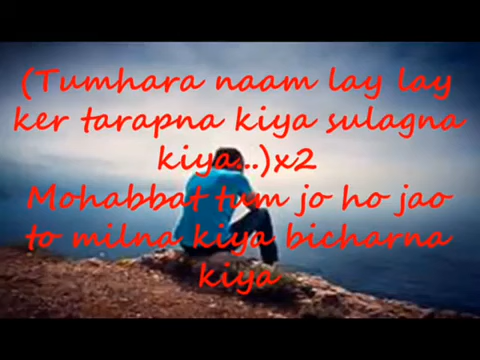 (Tumhara naam lay lay
ker tarapna kiya sulagna
kiya...)x2
Mohabbat tum jo ho jao
to milna kiya bicharna
kiya